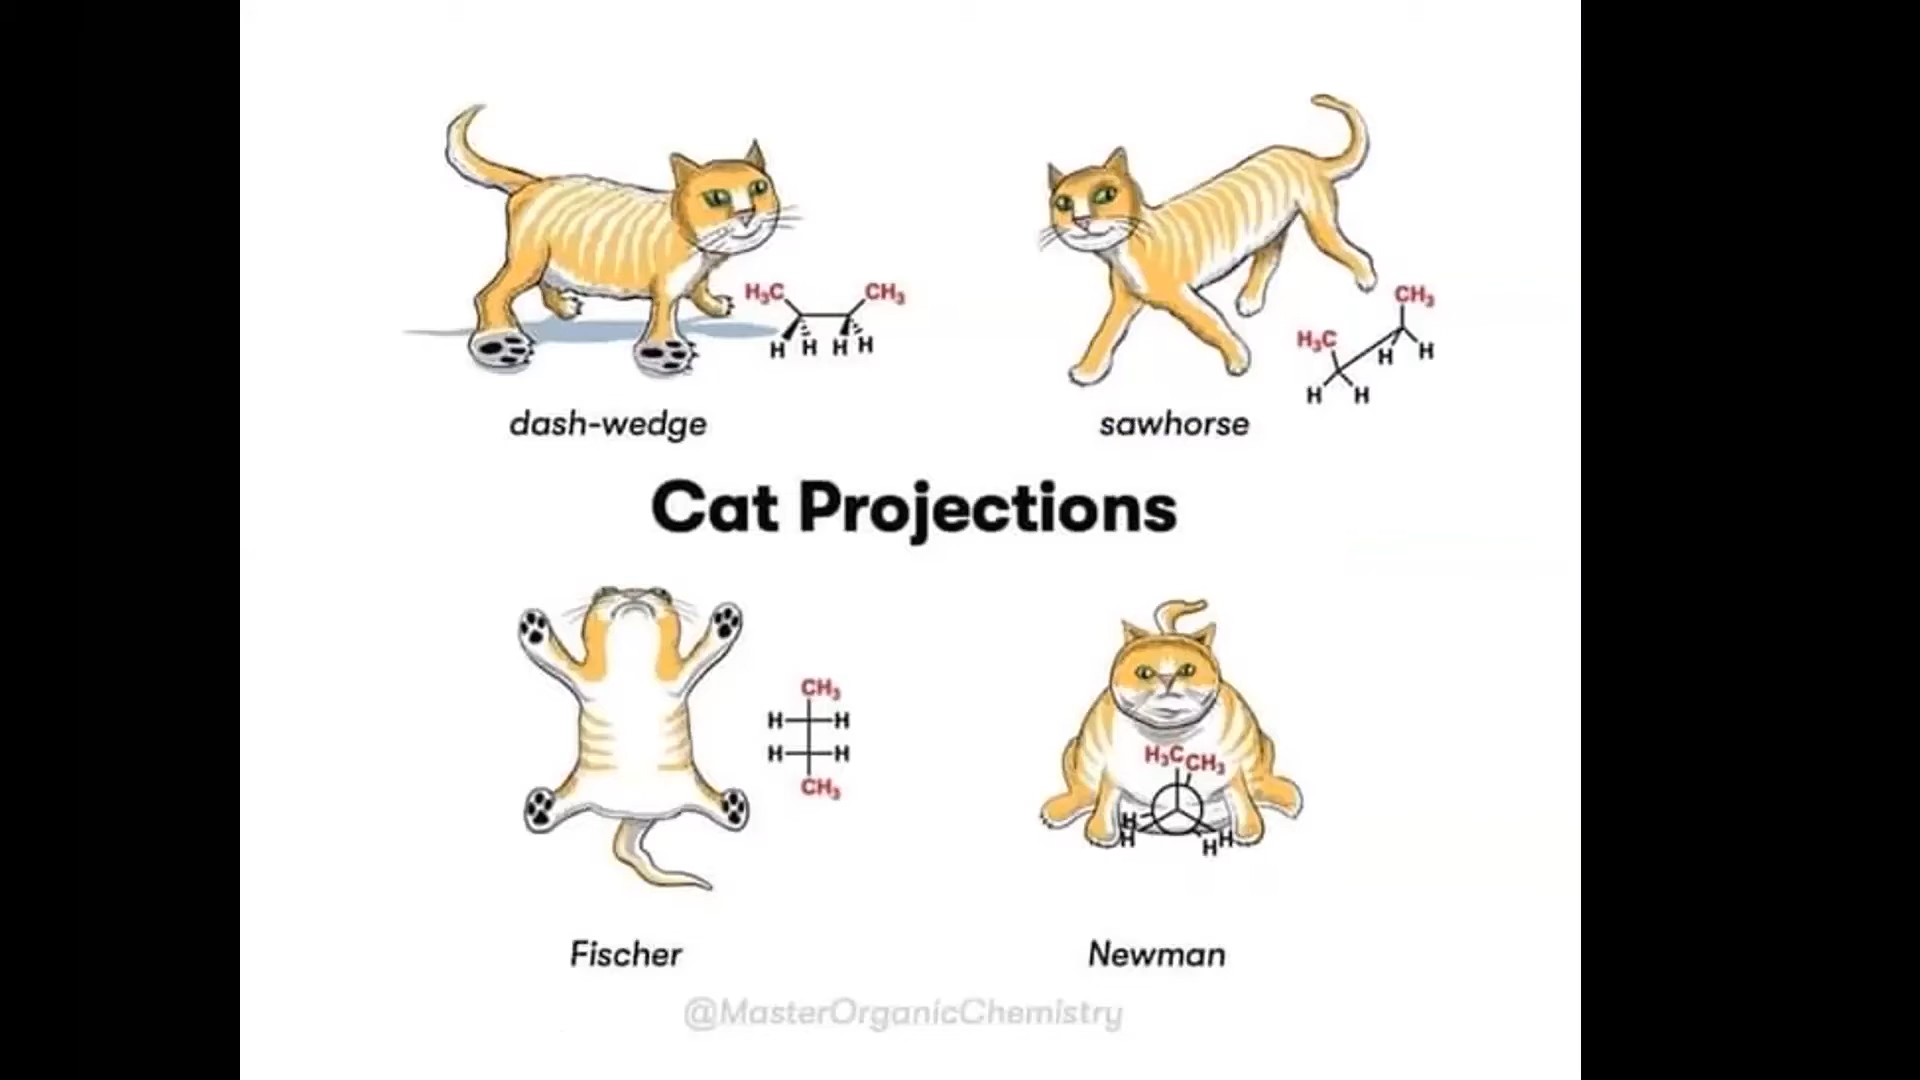 H₃C CH₃
H H H H
dash-wedge
CH₃
H₃C
H H
H H
sawhorse
Cat Projections
CH₃
H H
H H
CH₃
Fischer
H₃C CH₃
H H
H H
Newman
@MasterOrganicChemistry